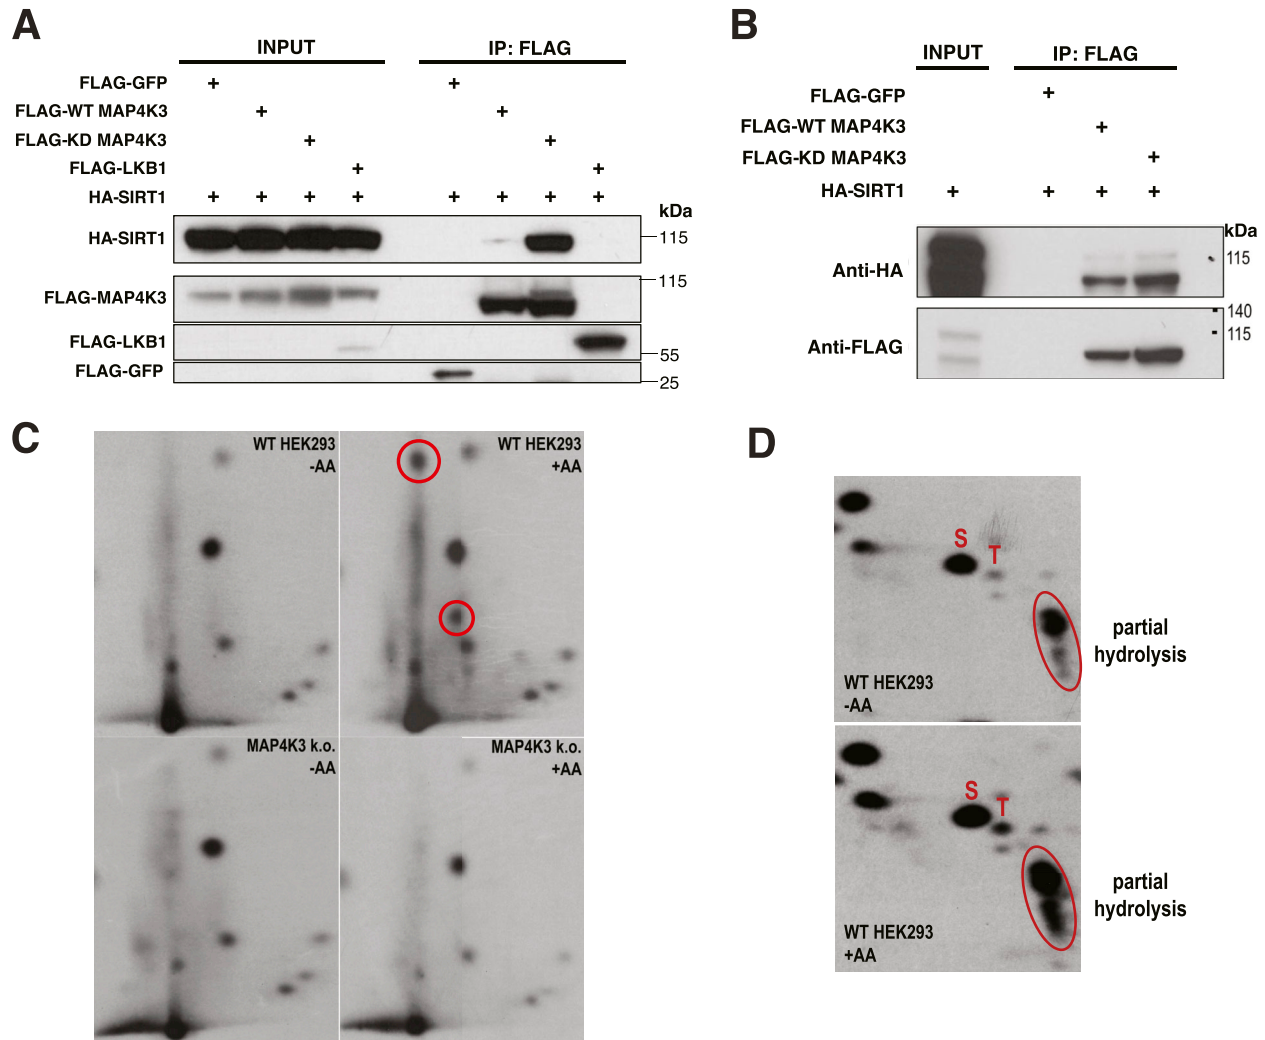 A
INPUT
IP: FLAG
FLAG-GFP + +
FLAG-WT MAP4K3 + +
FLAG-KD MAP4K3 + +
FLAG-LKB1 + +
HA-SIRT1 + + + + + + + +
kDa
HA-SIRT1
115
FLAG-MAP4K3
115
FLAG-LKB1
55
FLAG-GFP
25
B
INPUT
IP: FLAG
FLAG-GFP +
FLAG-WT MAP4K3 +
FLAG-KD MAP4K3 +
HA-SIRT1 + + + +
kDa
Anti-HA
115
140
115
Anti-FLAG
C
WT HEK293
-AA
WT HEK293
+AA
MAP4K3 k.o.
-AA
MAP4K3 k.o.
+AA
D
S
T
partial
hydrolysis
WT HEK293
-AA
S
T
partial
hydrolysis
WT HEK293
+AA